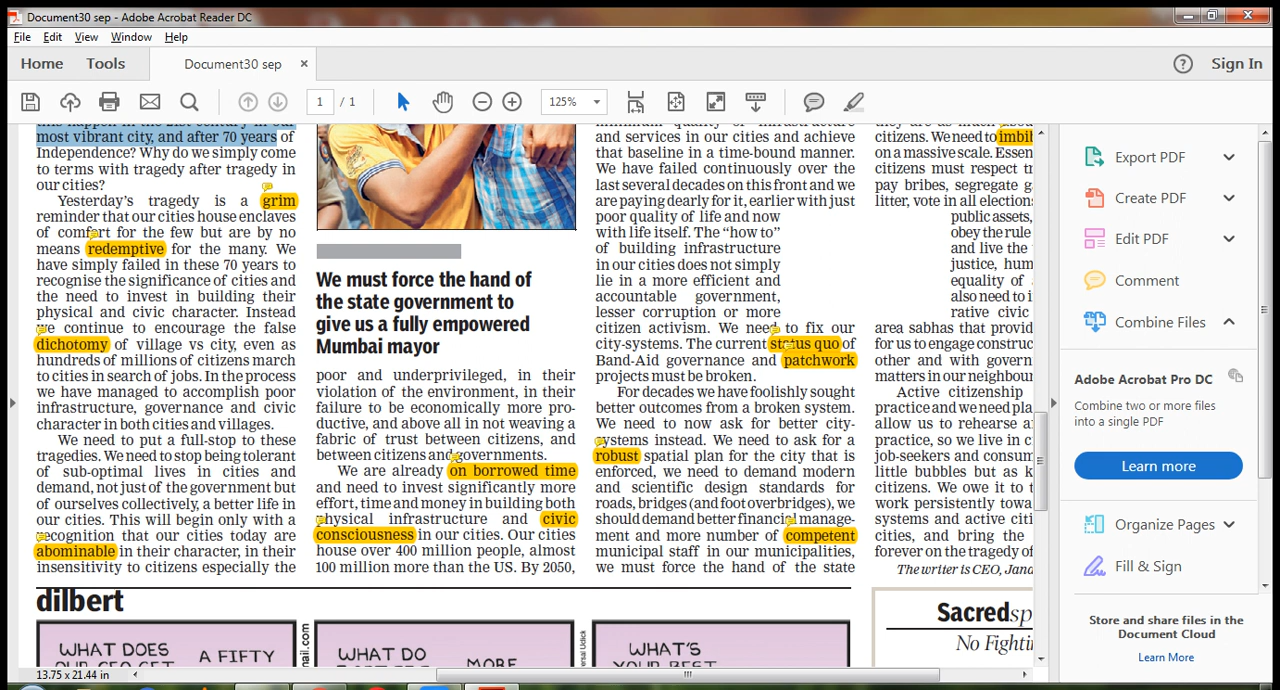 Document30 sep - Adobe Acrobat Reader DC
File Edit View Window Help
Home Tools Document30 sep × ? Sign In
1 / 1 125%
most vibrant city, and after 70 years of
Independence? Why do we simply come
to terms with tragedy after tragedy in
our cities?
Yesterday's tragedy is a grim
reminder that our cities house enclaves
of comfort for the few but are by no
means redemptive for the many. We
have simply failed in these 70 years to
recognise the significance of cities and
the need to invest in building their
physical and civic character. Instead
we continue to encourage the false
dichotomy of village vs city, even as
hundreds of millions of citizens march
to cities in search of jobs. In the process
we have managed to accomplish poor
infrastructure, governance and civic
character in both cities and villages.
We need to put a full-stop to these
tragedies. We need to stop being tolerant
of sub-optimal lives in cities and
demand, not just of the government but
of ourselves collectively, a better life in
our cities. This will begin only with a
recognition that our cities today are
abominable in their character, in their
insensitivity to citizens especially the
We must force the hand of
the state government to
give us a fully empowered
Mumbai mayor
poor and underprivileged, in their
violation of the environment, in their
failure to be economically more pro-
ductive, and above all in not weaving a
fabric of trust between citizens, and
between citizens and governments.
We are already on borrowed time
and need to invest significantly more
effort, time and money in building both
physical infrastructure and civic
consciousness in our cities. Our cities
house over 400 million people, almost
100 million more than the US. By 2050,
and services in our cities and achieve
that baseline in a time-bound manner.
We have failed continuously over the
last several decades on this front and we
are paying dearly for it, earlier with just
poor quality of life and now
with life itself. The "how to"
of building infrastructure
in our cities does not simply
lie in a more efficient and
accountable government,
lesser corruption or more
citizen activism. We need to fix our
city-systems. The current status quo of
Band-Aid governance and patchwork
projects must be broken.
For decades we have foolishly sought
better outcomes from a broken system.
We need to now ask for better city-
systems instead. We need to ask for a
robust spatial plan for the city that is
enforced, we need to demand modern
and scientific design standards for
roads, bridges (and foot overbridges), we
should demand better financial manage-
ment and more number of competent
municipal staff in our municipalities,
we must force the hand of the state
citizens. We need to imbib
on a massive scale. Essen
citizens must respect tr
pay bribes, segregate g
litter, vote in all election
public assets,
obey the rule
and live the
justice, hum
equality of
also need to i
rative civic
area sabhas that provid
for us to engage construc
other and with govern
matters in our neighbour
Active citizenship
practice and we need pla
allow us to rehearse a
practice, so we live in c
job-seekers and consum
little bubbles but as k
citizens. We owe it to t
work persistently towa
systems and active citi
cities, and bring the
forever on the tragedy of
The writer is CEO, Jana
dilbert
WHAT DOES
A FIFTY
WHAT DO
MORE
WHAT'S
YOUR BEST
Sacredsp
No Fighti
13.75 x 21.44 in
Export PDF
Create PDF
Edit PDF
Comment
Combine Files
Adobe Acrobat Pro DC
Combine two or more files
into a single PDF
Learn more
Organize Pages
Fill & Sign
Store and share files in the
Document Cloud
Learn More